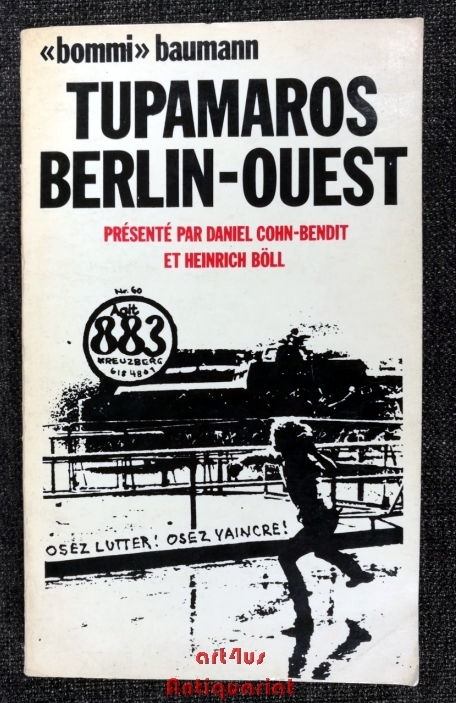 «bommi» baumann
TUPAMAROS
BERLIN-OUEST
PRÉSENTÉ PAR DANIEL COHN-BENDIT
ET HEINRICH BÖLL
Nr. 60
Agit
883
KREUZBERG
6184801
OSEZ LUTTER! OSEZ VAINCRE!
art4us
Antiquariat